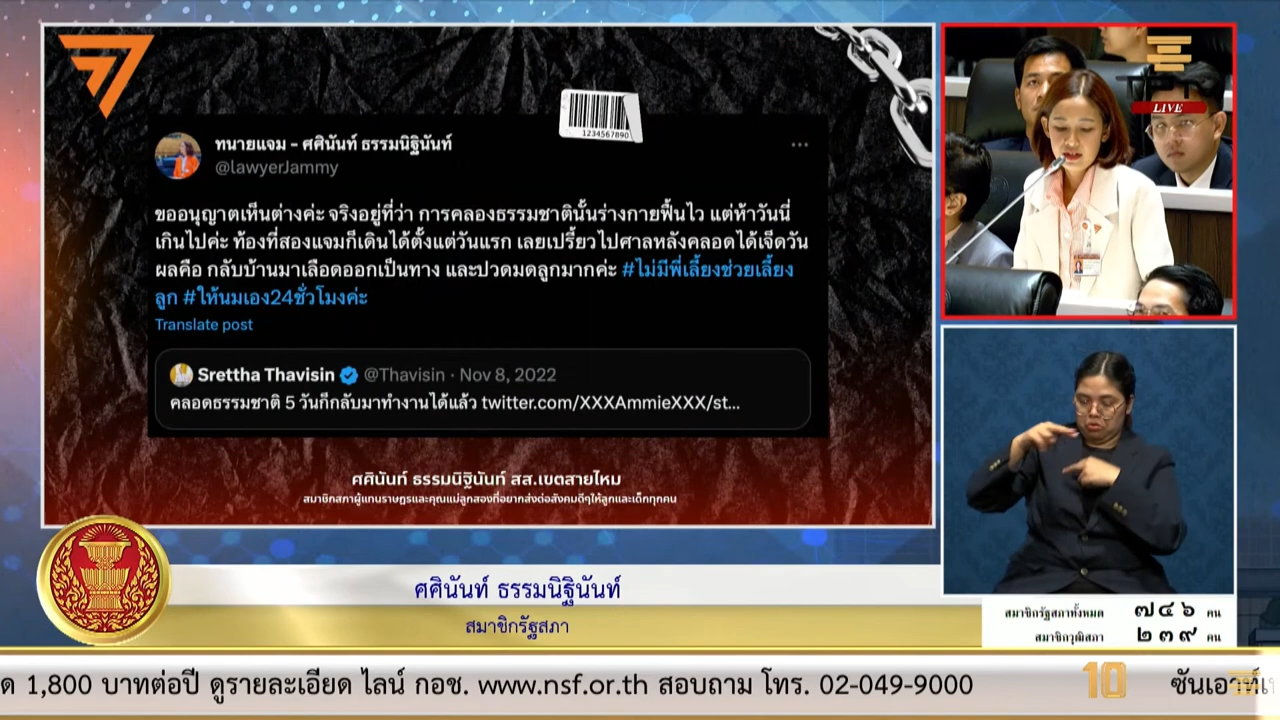 LIVE
1234567890
ทนายแจม - ศศินันท์ ธรรมนิฐินันท์
@lawyerJammy
ขออนุญาตเห็นต่างค่ะ จริงอยู่ที่ว่า การคลองธรรมชาตินั้นร่างกายฟื้นไว แต่ห้าวันนี่
เกินไปค่ะ ท้องที่สองแจมก็เดินได้ตั้งแต่วันแรก เลยเปรี้ยวไปศาลหลังคลอดได้เจ็ดวัน
ผลคือ กลับบ้านมาเลือดออกเป็นทาง และปวดมดลูกมากค่ะ #ไม่มีพี่เลี้ยงช่วยเลี้ยง
ลูก #ให้นมเอง24ชั่วโมงค่ะ
Translate post
Srettha Thavisin @Thavisin · Nov 8, 2022
คลอดธรรมชาติ 5 วันก็กลับมาทำงานได้แล้ว twitter.com/XXXAmmieXXX/st...
ศศินันท์ ธรรมนิฐินันท์ สส.เขตสายไหม
สมาชิกสภาผู้แทนราษฎรและคุณแม่ลูกสองที่อยากส่งต่อสังคมดีๆให้ลูกและเด็กทุกคน
ศศินันท์ ธรรมนิฐินันท์
สมาชิกรัฐสภา
สมาชิกรัฐสภาทั้งหมด ๗๔๖ คน
สมาชิกวุฒิสภา ๒๓๙ คน
ด 1,800 บาทต่อปี ดูรายละเอียด ไลน์ กอช. www.nsf.or.th สอบถาม โทร. 02-049-9000 10